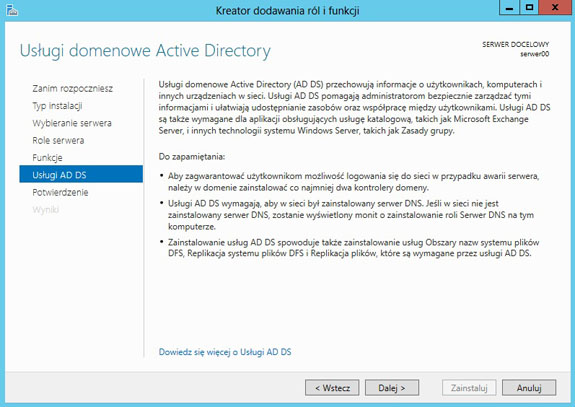 Kreator dodawania ról i funkcji
Usługi domenowe Active Directory
SERWER DOCELOWY
serwer00
Zanim rozpoczniesz
Typ instalacji
Wybieranie serwera
Role serwera
Funkcje
Usługi AD DS
Potwierdzenie
Wyniki
Usługi domenowe Active Directory (AD DS) przechowują informacje o użytkownikach, komputerach i
innych urządzeniach w sieci. Usługi AD DS pomagają administratorom bezpiecznie zarządzać tymi
informacjami i ułatwiają udostępnianie zasobów oraz współpracę między użytkownikami. Usługi AD DS
są także wymagane dla aplikacji obsługujących usługę katalogową, takich jak Microsoft Exchange
Server, i innych technologii systemu Windows Server, takich jak Zasady grupy.
Do zapamiętania:
• Aby zagwarantować użytkownikom możliwość logowania się do sieci w przypadku awarii serwera,
należy w domenie zainstalować co najmniej dwa kontrolery domeny.
• Usługi AD DS wymagają, aby w sieci był zainstalowany serwer DNS. Jeśli w sieci nie jest
zainstalowany serwer DNS, zostanie wyświetlony monit o zainstalowanie roli Serwer DNS na tym
komputerze.
• Zainstalowanie usług AD DS spowoduje także zainstalowanie usług Obszary nazw systemu plików
DFS, Replikacja systemu plików DFS i Replikacja plików, które są wymagane przez usługi AD DS.
Dowiedz się więcej o Usługi AD DS
< Wstecz
Dalej >
Zainstaluj
Anuluj